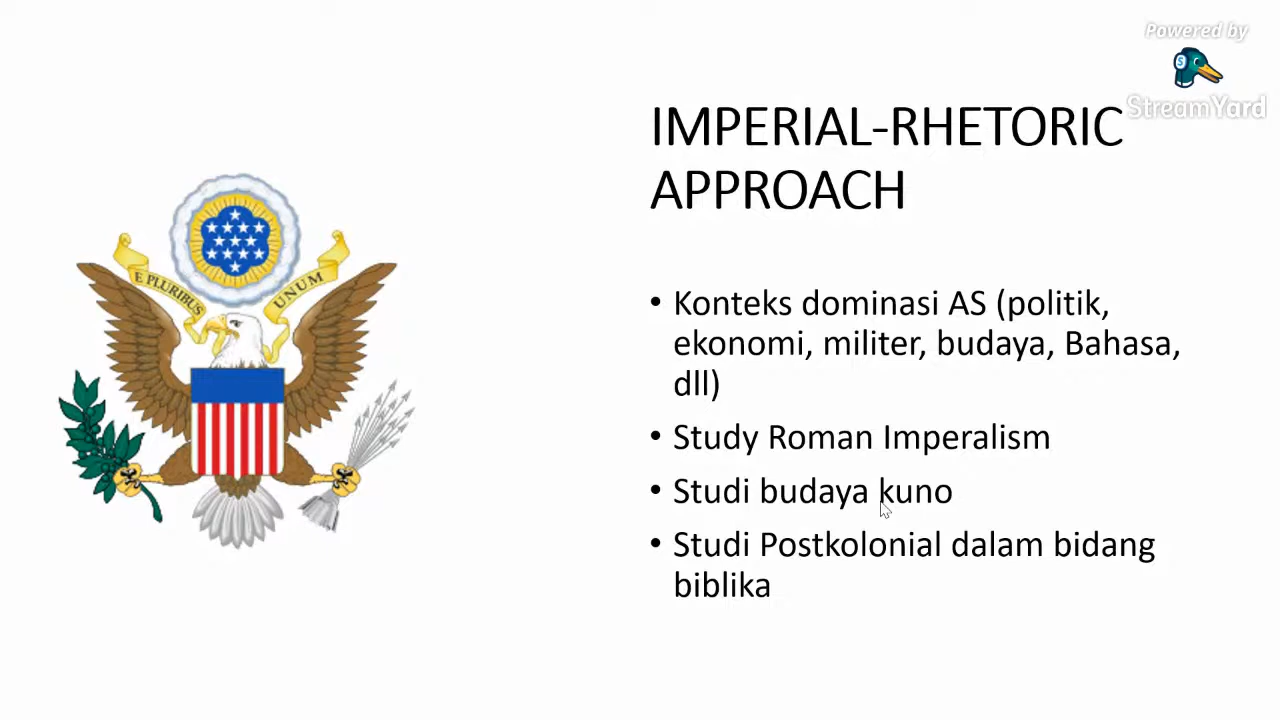 Powered by
StreamYard
IMPERIAL-RHETORIC
APPROACH
E PLURIBUS UNUM
• Konteks dominasi AS (politik,
ekonomi, militer, budaya, Bahasa,
dll)
• Study Roman Imperalism
• Studi budaya kuno
• Studi Postkolonial dalam bidang
biblika